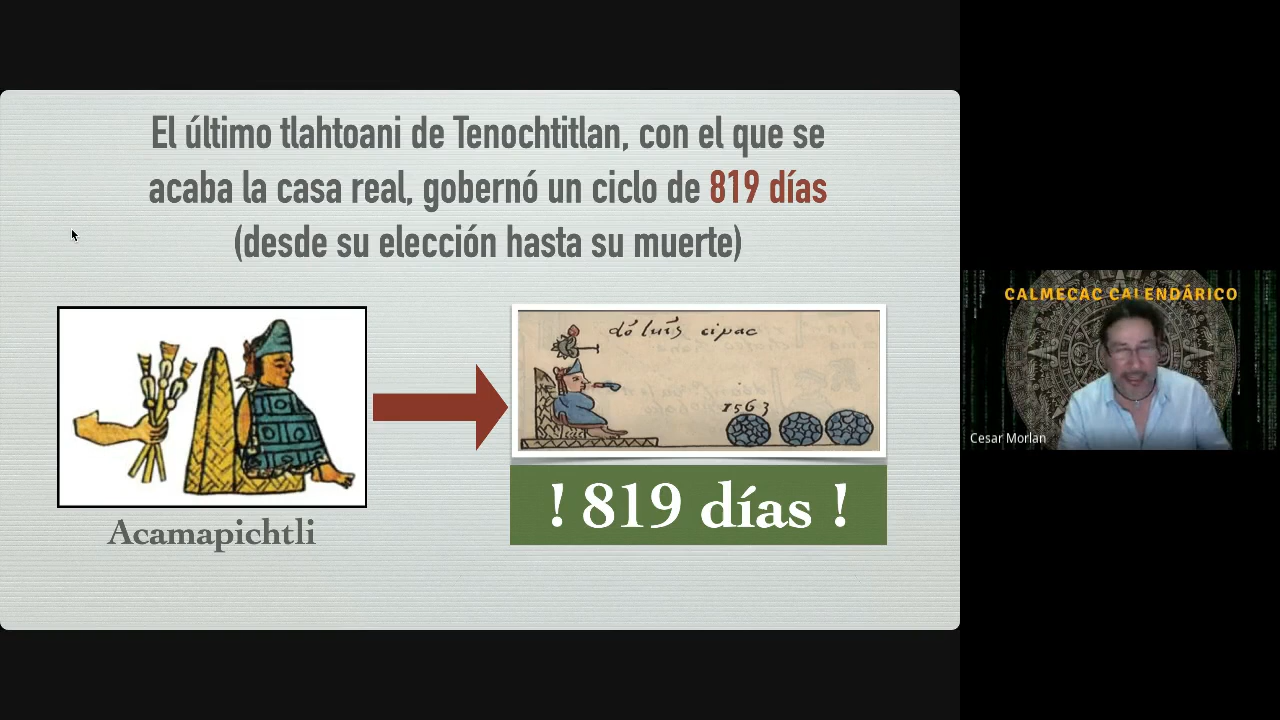 El último tlahtoani de Tenochtitlan, con el que se
acaba la casa real, gobernó un ciclo de 819 días
(desde su elección hasta su muerte)
Acamapichtli
dõ luis cipac
1563
! 819 días !
CALMECAC CALENDÁRICO
Cesar Morlan